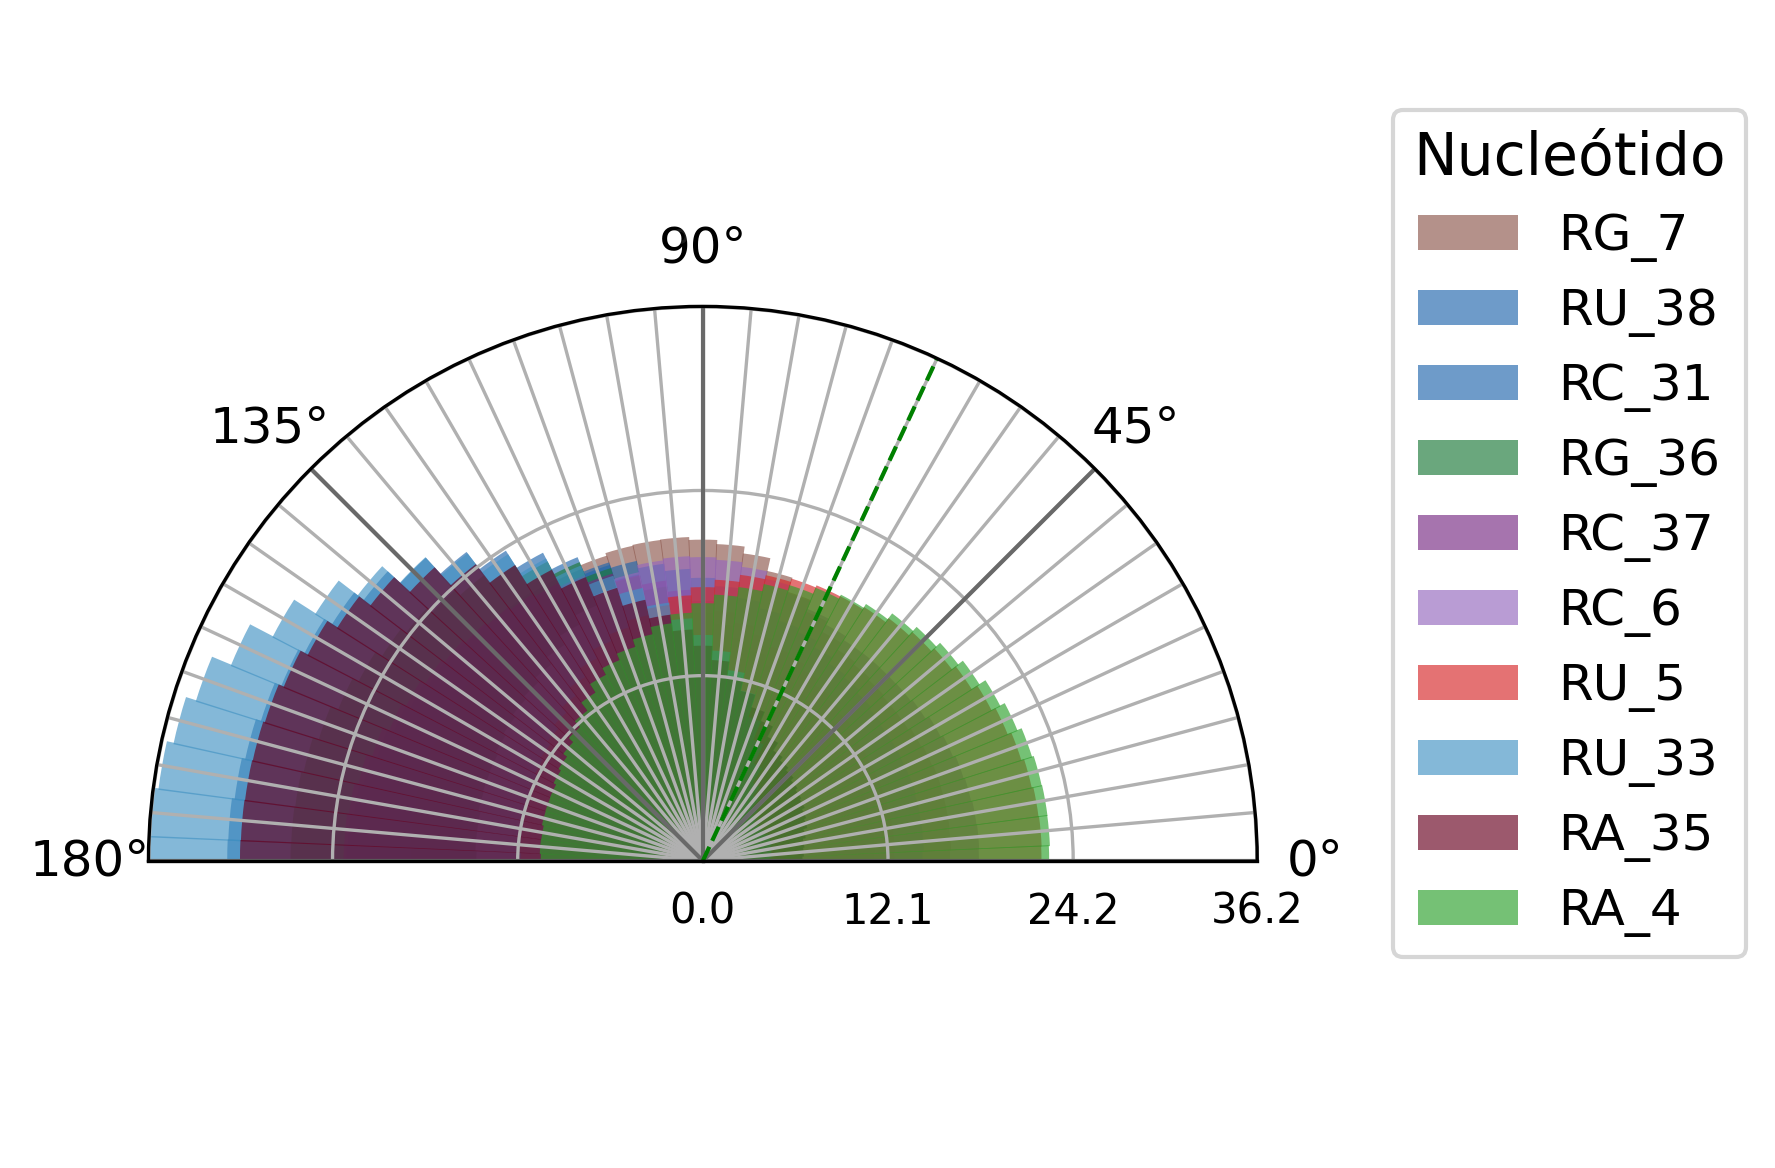 90°
135°
45°
180°
0°
0.0
12.1
24.2
36.2
Nucleótido
RG_7
RU_38
RC_31
RG_36
RC_37
RC_6
RU_5
RU_33
RA_35
RA_4